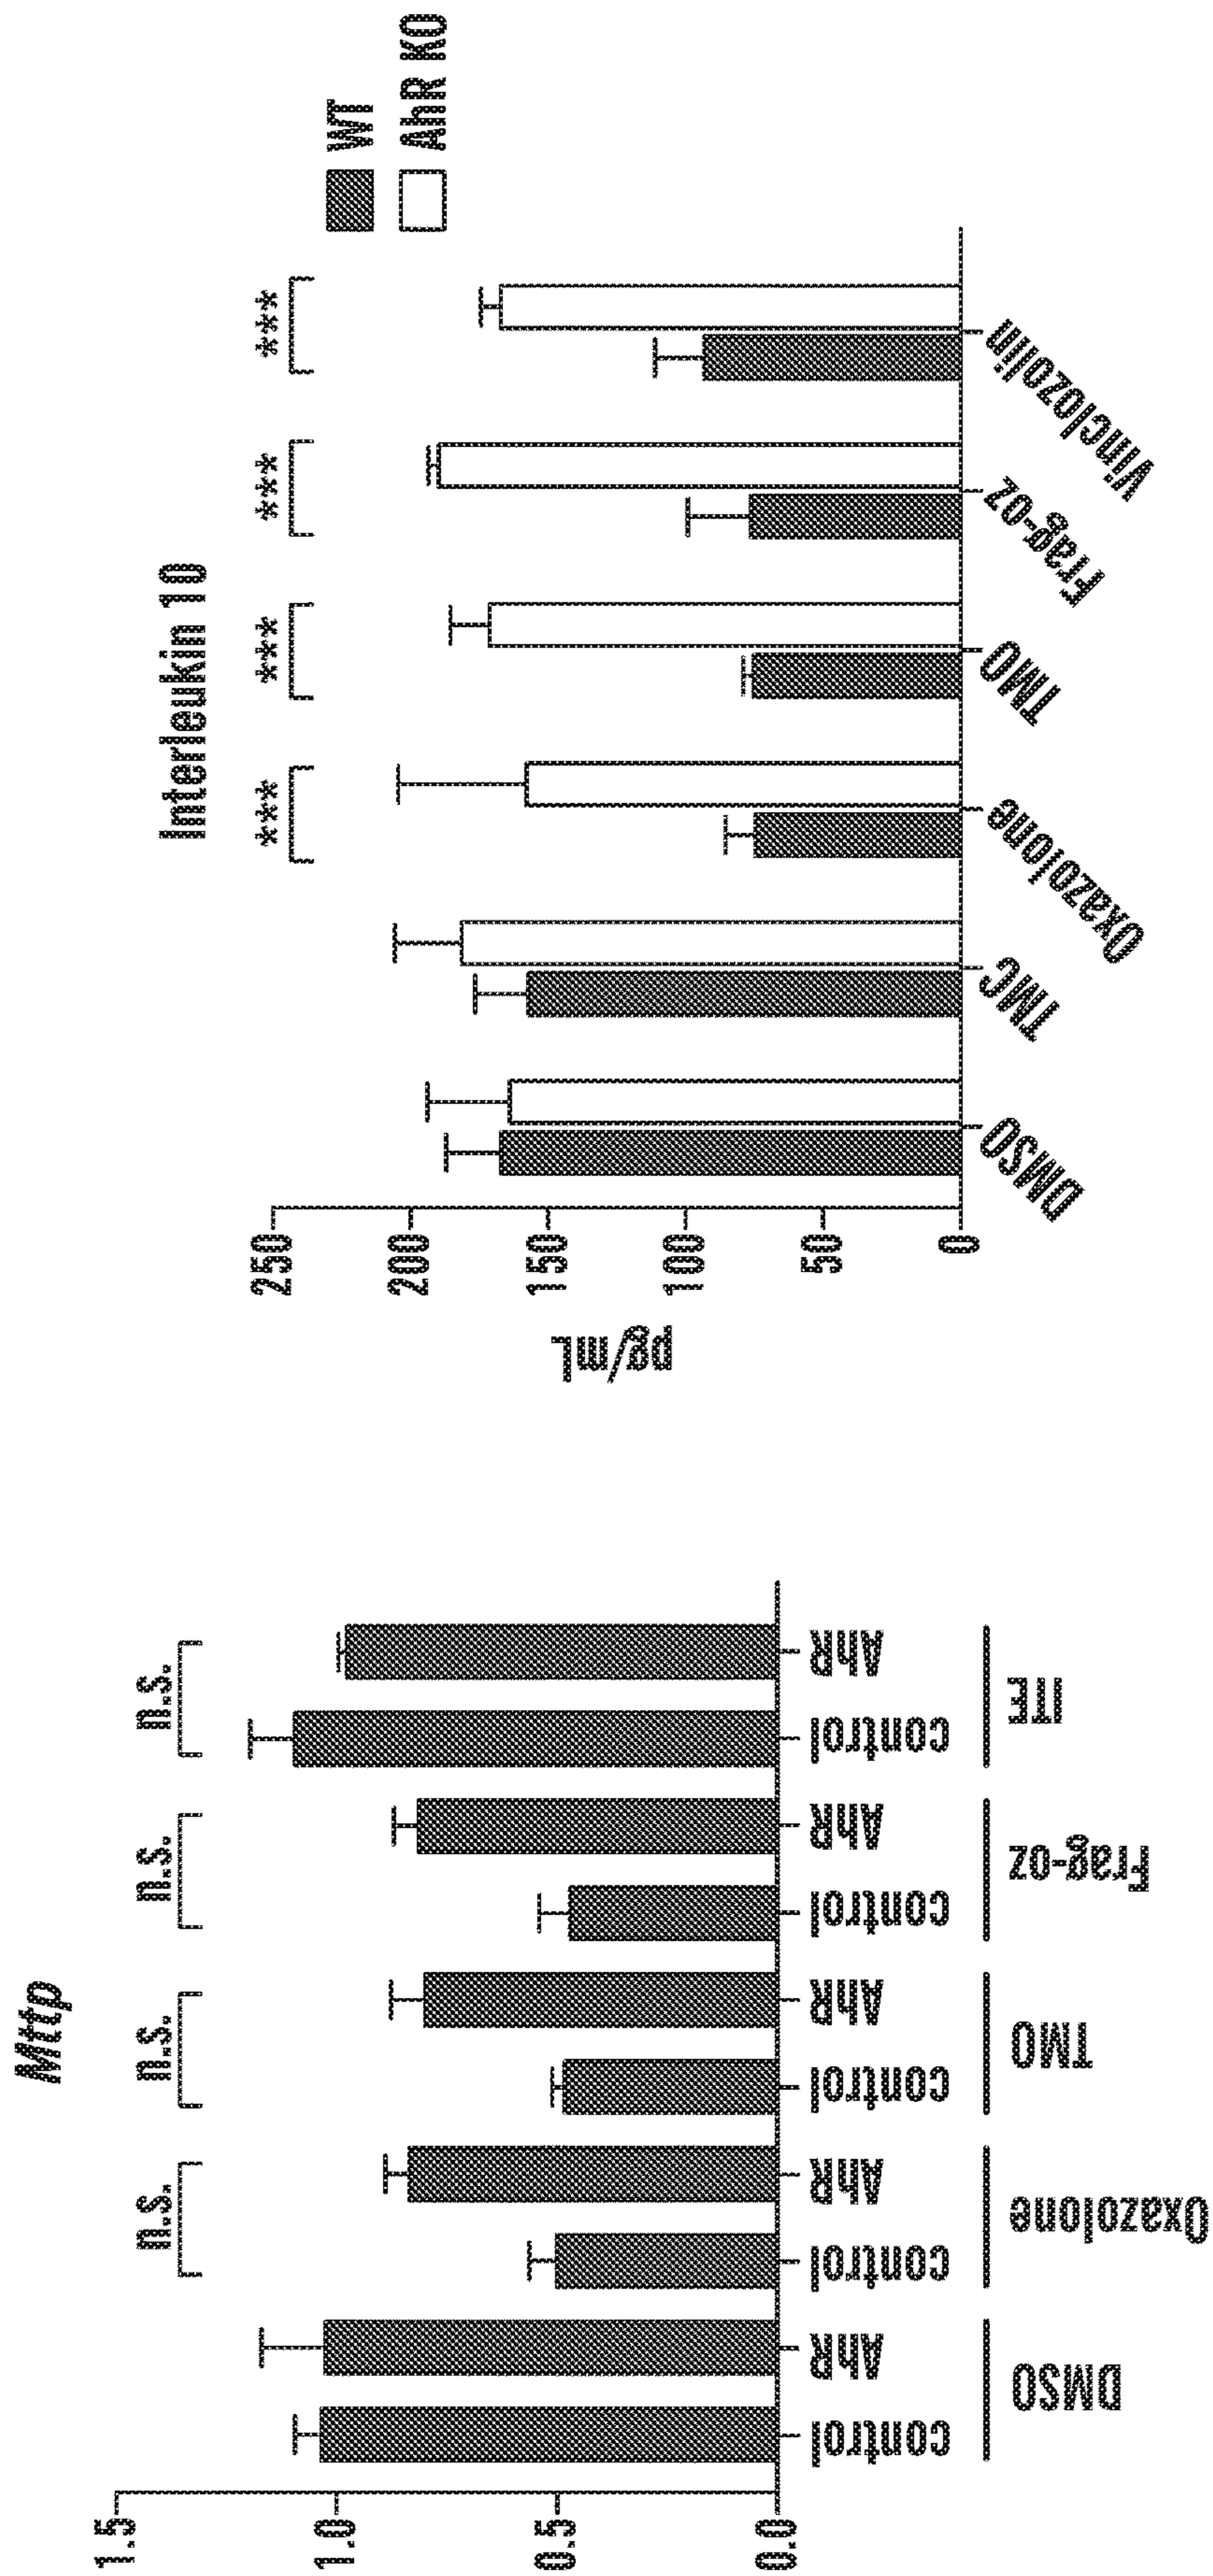 Mttp
n.s. n.s. n.s. n.s.
1.5
1.0
0.5
0.0
control AhR control AhR control AhR control AhR control AhR
DMSO Oxazolone TMO Frag-oz ITE
Interleukin 10
**** **** **** ****
WT
AhR KO
pg/mL
250
200
150
100
50
0
DMSO TMC Oxazolone TMO Frag-oz Vinclozolin